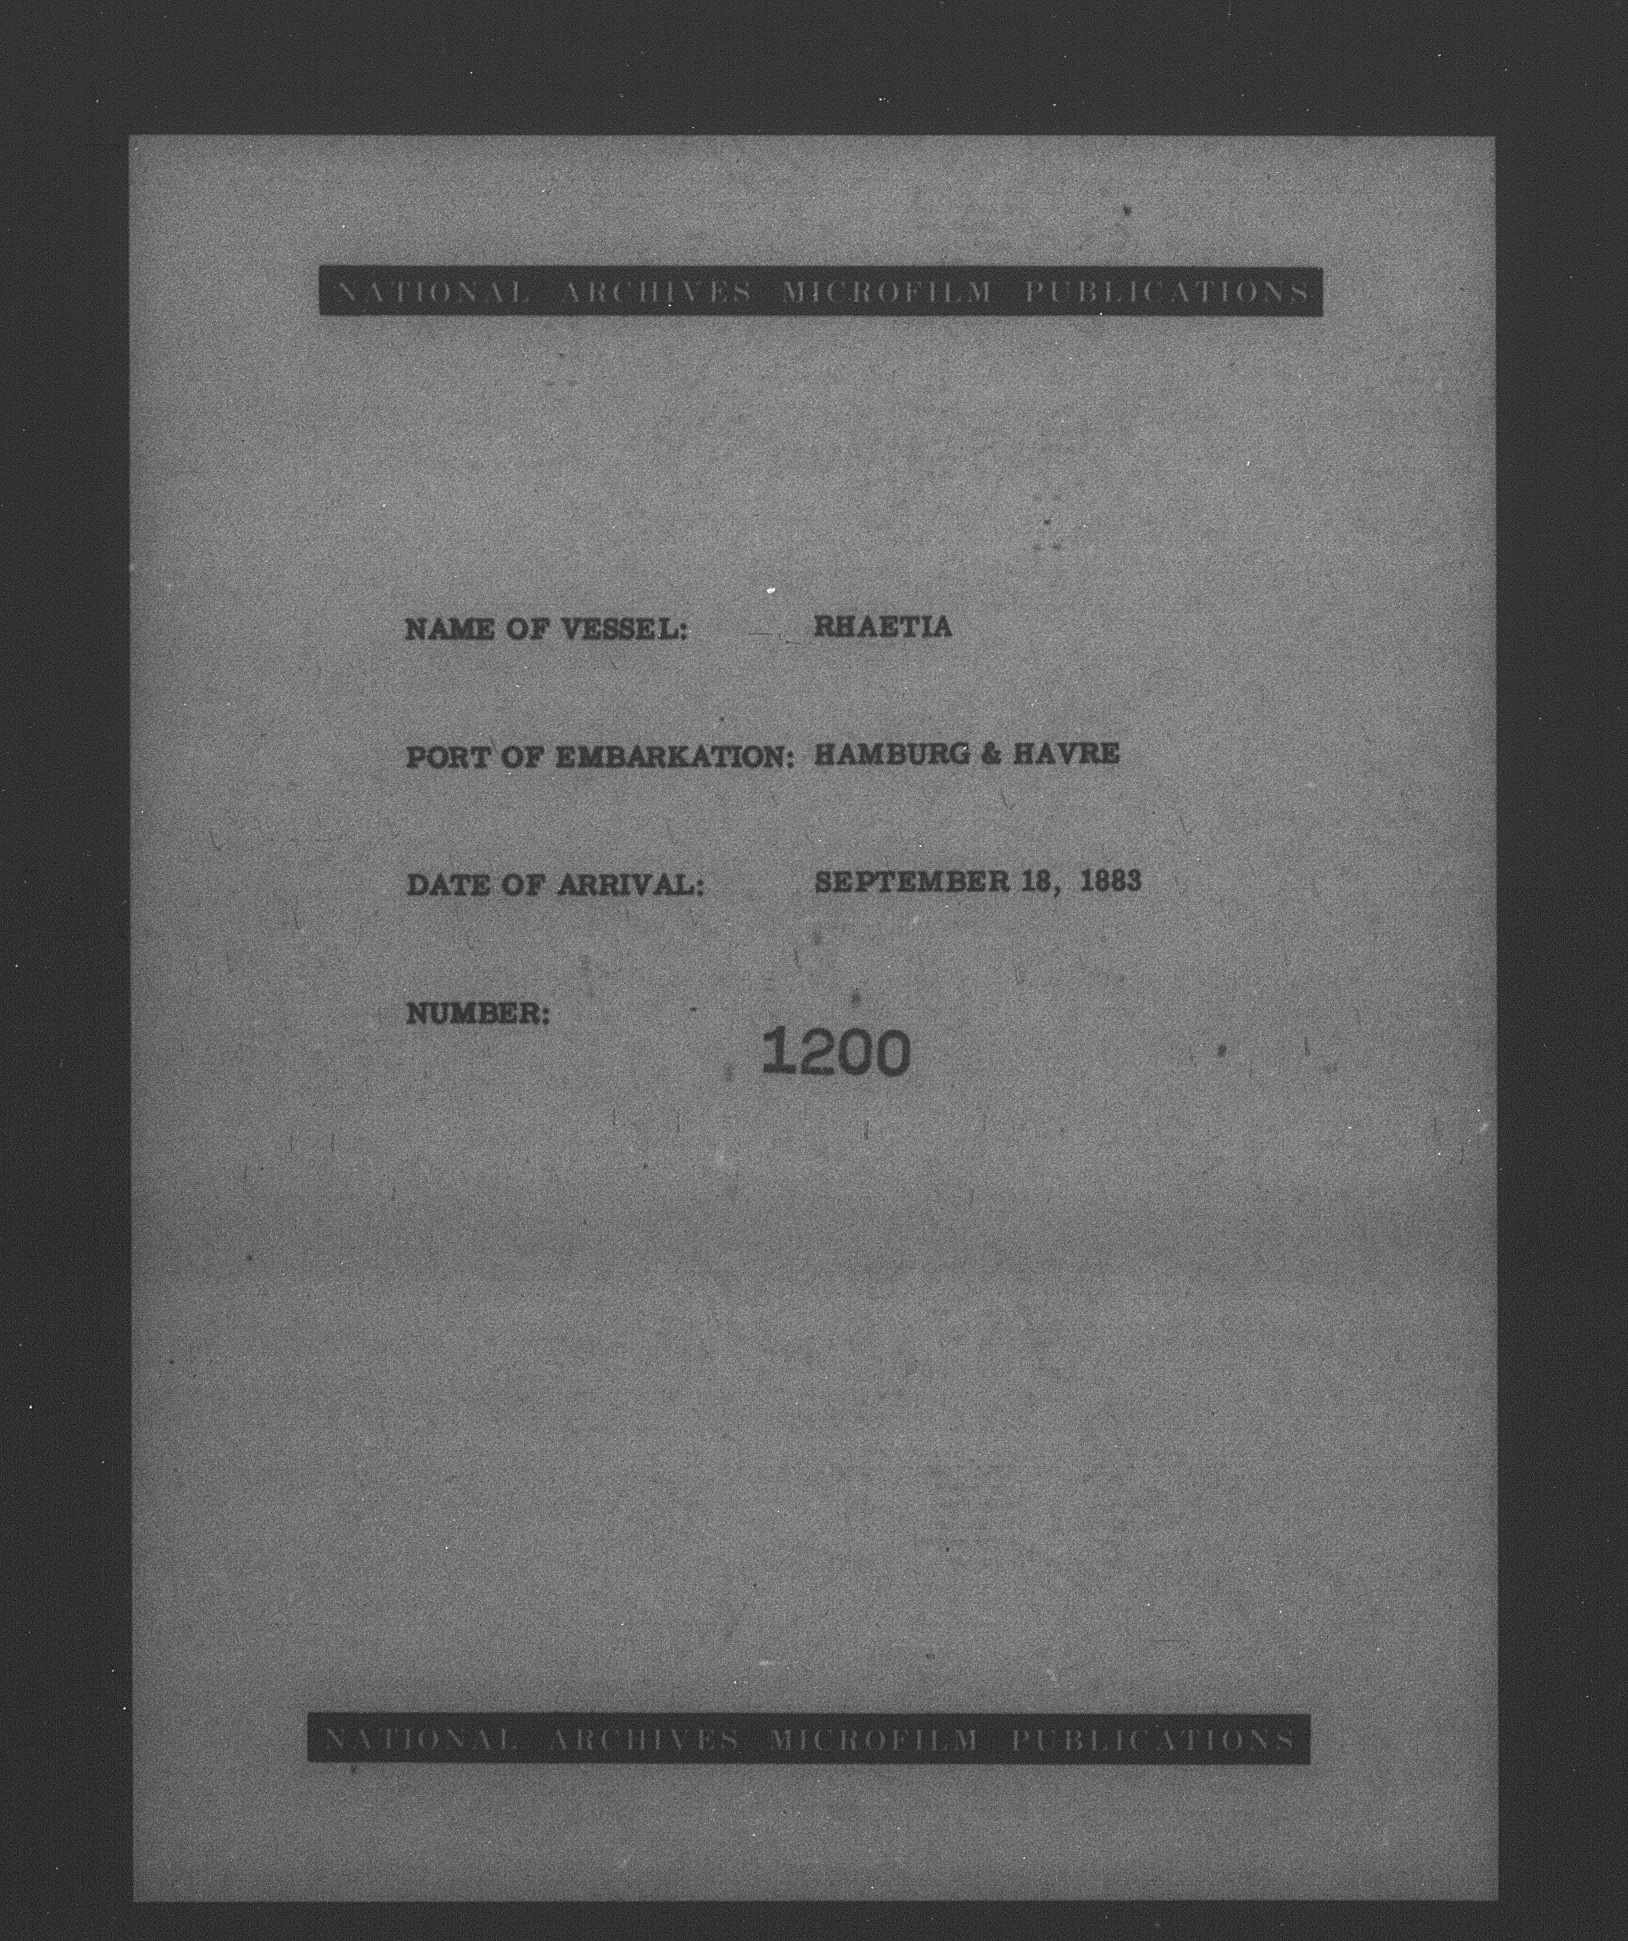 NATIONAL ARCHIVES MICROFILM PUBLICATIONS
NAME OF VESSEL: RHAETIA
PORT OF EMBARKATION: HAMBURG & HAVRE
DATE OF ARRIVAL: SEPTEMBER 18, 1883
NUMBER:
1200
NATIONAL ARCHIVES MICROFILM PUBLICATIONS